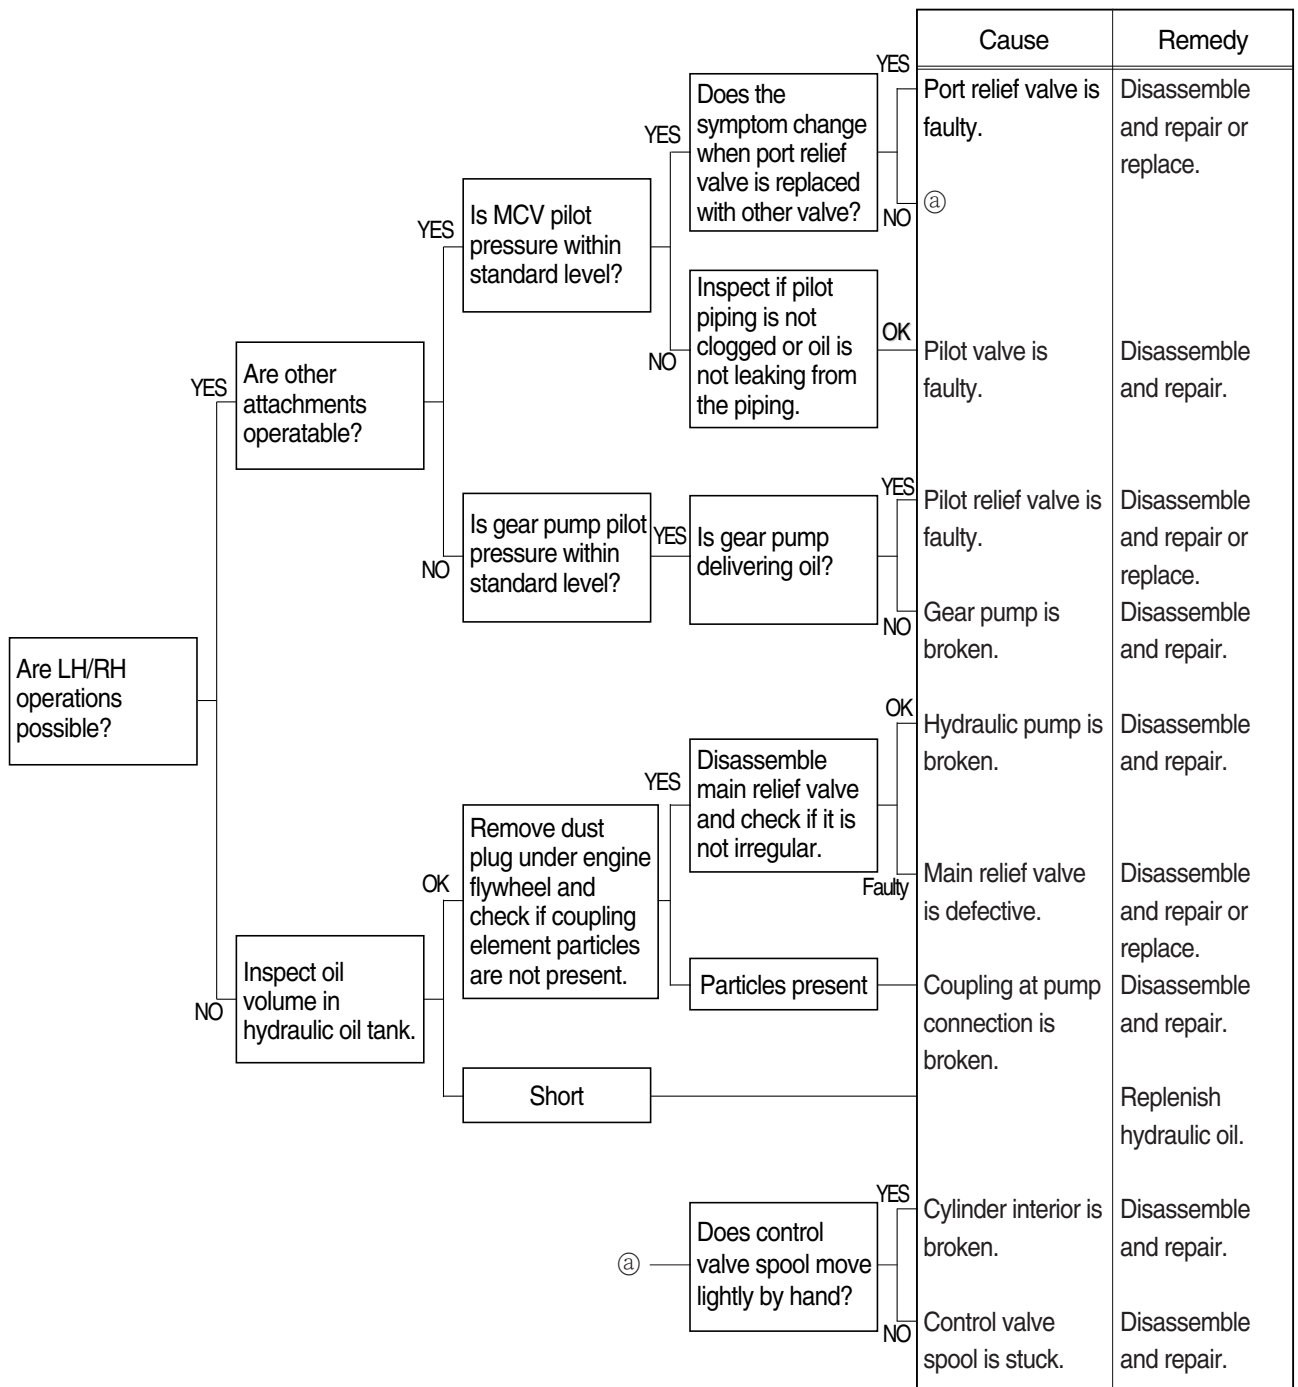 Cause
Remedy
Are LH/RH
operations
possible?
YES
Are other
attachments
operatable?
YES
Is MCV pilot
pressure within
standard level?
YES
Does the
symptom change
when port relief
valve is replaced
with other valve?
YES
Port relief valve is
faulty.
Disassemble
and repair or
replace.
NO
ⓐ
NO
Inspect if pilot
piping is not
clogged or oil is
not leaking from
the piping.
OK
Pilot valve is
faulty.
Disassemble
and repair.
NO
Is gear pump pilot
pressure within
standard level?
YES
Is gear pump
delivering oil?
YES
Pilot relief valve is
faulty.
Disassemble
and repair or
replace.
NO
Gear pump is
broken.
Disassemble
and repair.
NO
Inspect oil
volume in
hydraulic oil tank.
OK
Remove dust
plug under engine
flywheel and
check if coupling
element particles
are not present.
YES
Disassemble
main relief valve
and check if it is
not irregular.
OK
Hydraulic pump is
broken.
Disassemble
and repair.
Faulty
Main relief valve
is defective.
Disassemble
and repair or
replace.
Particles present
Coupling at pump
connection is
broken.
Disassemble
and repair.
Short
Replenish
hydraulic oil.
ⓐ
Does control
valve spool move
lightly by hand?
YES
Cylinder interior is
broken.
Disassemble
and repair.
NO
Control valve
spool is stuck.
Disassemble
and repair.